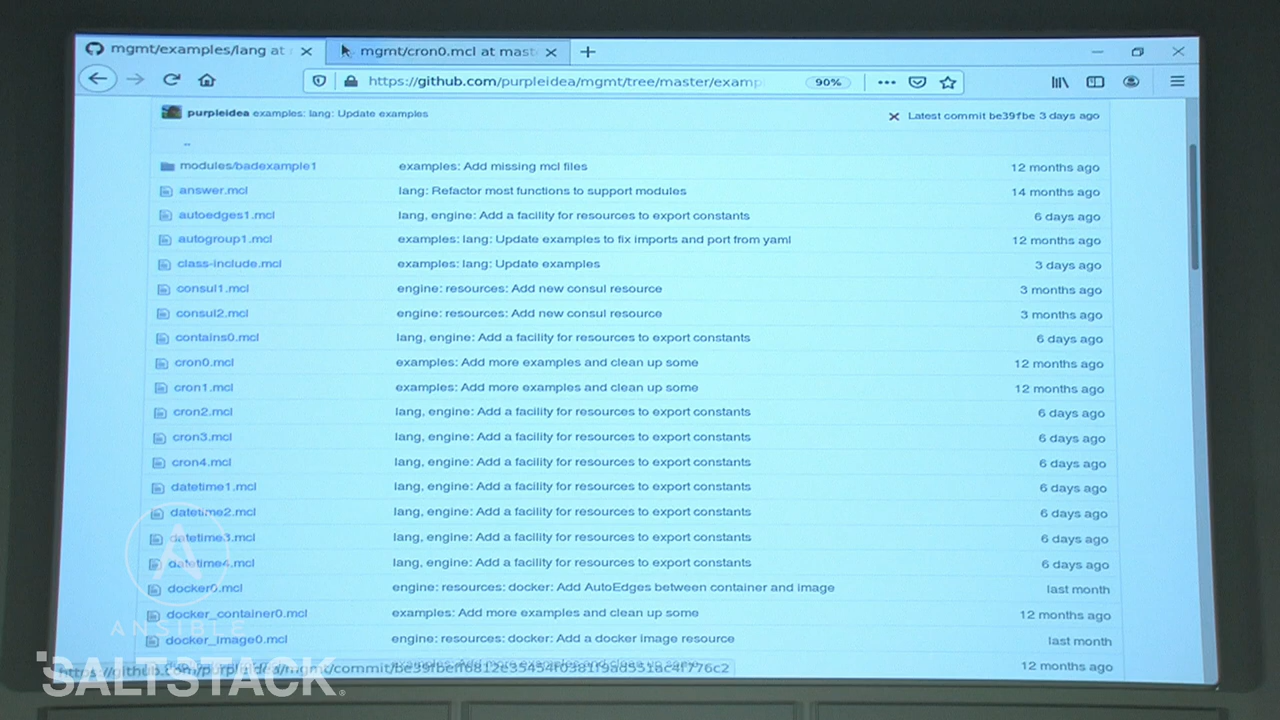 mgmt/examples/lang at
mgmt/cron0.mcl at mast
https://github.com/purpleidea/mgmt/tree/master/examp
90%
purpleidea examples: lang: Update examples
Latest commit be39fbe 3 days ago
..
modules/badexample1 examples: Add missing mcl files 12 months ago
answer.mcl lang: Refactor most functions to support modules 14 months ago
autoedges1.mcl lang, engine: Add a facility for resources to export constants 6 days ago
autogroup1.mcl examples: lang: Update examples to fix imports and port from yaml 12 months ago
class-include.mcl examples: lang: Update examples 3 days ago
consul1.mcl engine: resources: Add new consul resource 3 months ago
consul2.mcl engine: resources: Add new consul resource 3 months ago
contains0.mcl lang, engine: Add a facility for resources to export constants 6 days ago
cron0.mcl examples: Add more examples and clean up some 12 months ago
cron1.mcl examples: Add more examples and clean up some 12 months ago
cron2.mcl lang, engine: Add a facility for resources to export constants 6 days ago
cron3.mcl lang, engine: Add a facility for resources to export constants 6 days ago
cron4.mcl lang, engine: Add a facility for resources to export constants 6 days ago
datetime1.mcl lang, engine: Add a facility for resources to export constants 6 days ago
datetime2.mcl lang, engine: Add a facility for resources to export constants 6 days ago
datetime3.mcl lang, engine: Add a facility for resources to export constants 6 days ago
datetime4.mcl lang, engine: Add a facility for resources to export constants 6 days ago
docker0.mcl engine: resources: docker: Add AutoEdges between container and image last month
docker_container0.mcl examples: Add more examples and clean up some 12 months ago
ANSIBLE
docker_image0.mcl engine: resources: docker: Add a docker image resource last month
12 months ago
SALTSTACK